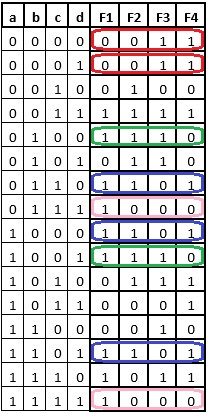 a b c d F1 F2 F3 F4
0 0 0 0 0 0 1 1
0 0 0 1 0 0 1 1
0 0 1 0 0 1 0 0
0 0 1 1 1 1 1 1
0 1 0 0 1 1 1 0
0 1 0 1 0 1 1 0
0 1 1 0 1 1 0 1
0 1 1 1 1 0 0 0
1 0 0 0 1 1 0 1
1 0 0 1 1 1 1 0
1 0 1 0 0 1 1 1
1 0 1 1 0 0 0 1
1 1 0 0 0 0 1 0
1 1 0 1 1 1 0 1
1 1 1 0 1 0 1 1
1 1 1 1 1 0 0 0